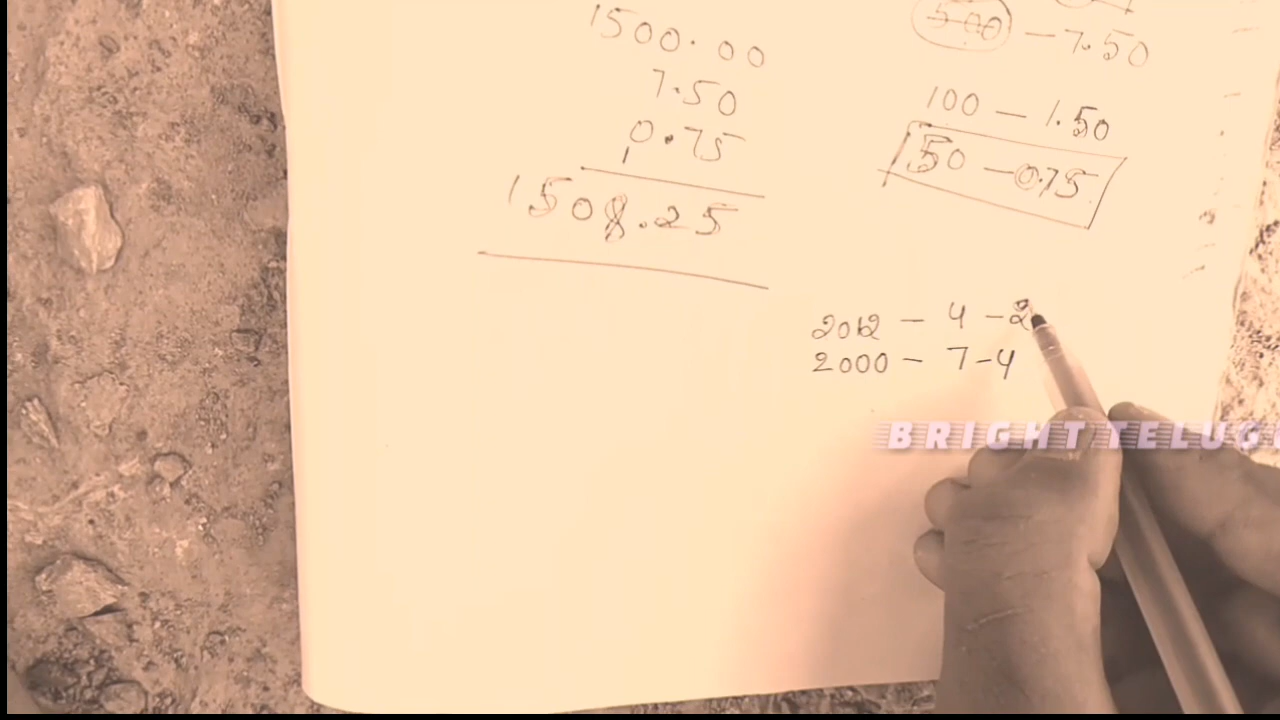 1500.00
7.50
0.75
1508.25
500 - 7.50
100 - 1.50
50 - 0.75
2012 - 4 - 2
2000 - 7 - 4
BRIGHT TELUG